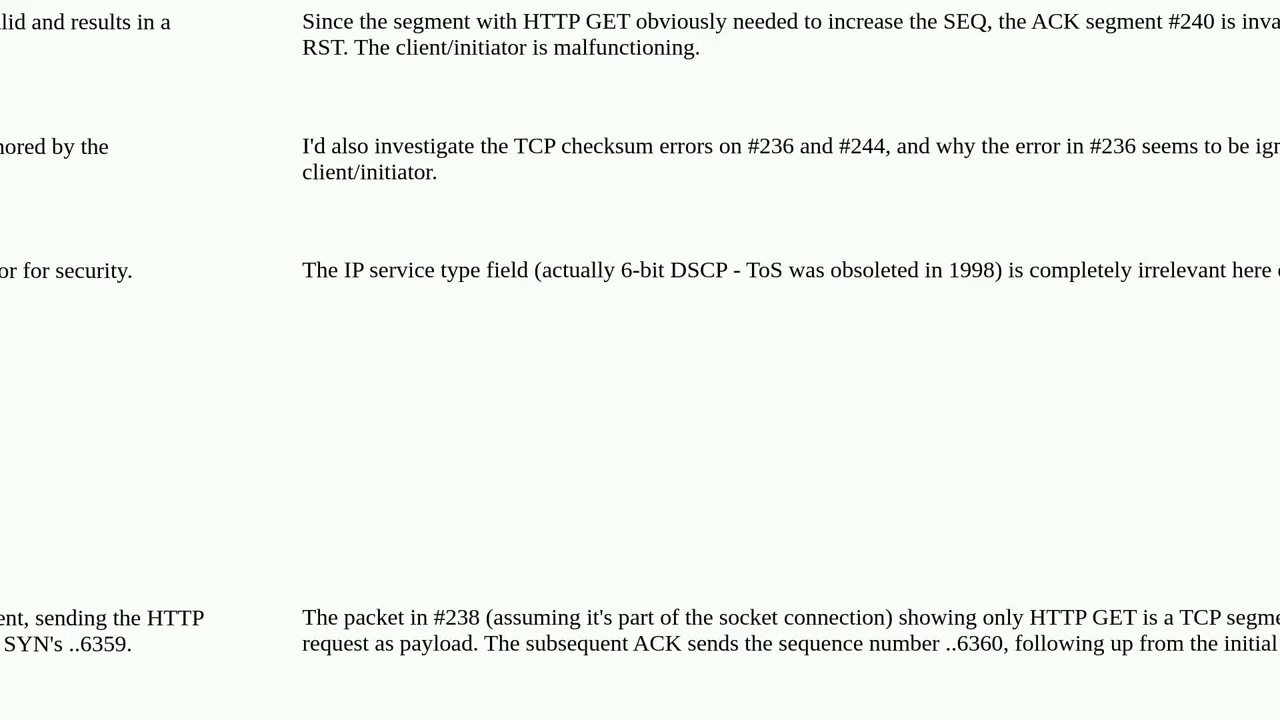 lid and results in a
nored by the
or for security.
ent, sending the HTTP
SYN's ..6359.
Since the segment with HTTP GET obviously needed to increase the SEQ, the ACK segment #240 is inva
RST. The client/initiator is malfunctioning.
I'd also investigate the TCP checksum errors on #236 and #244, and why the error in #236 seems to be ign
client/initiator.
The IP service type field (actually 6-bit DSCP - ToS was obsoleted in 1998) is completely irrelevant here
The packet in #238 (assuming it's part of the socket connection) showing only HTTP GET is a TCP segme
request as payload. The subsequent ACK sends the sequence number ..6360, following up from the initial